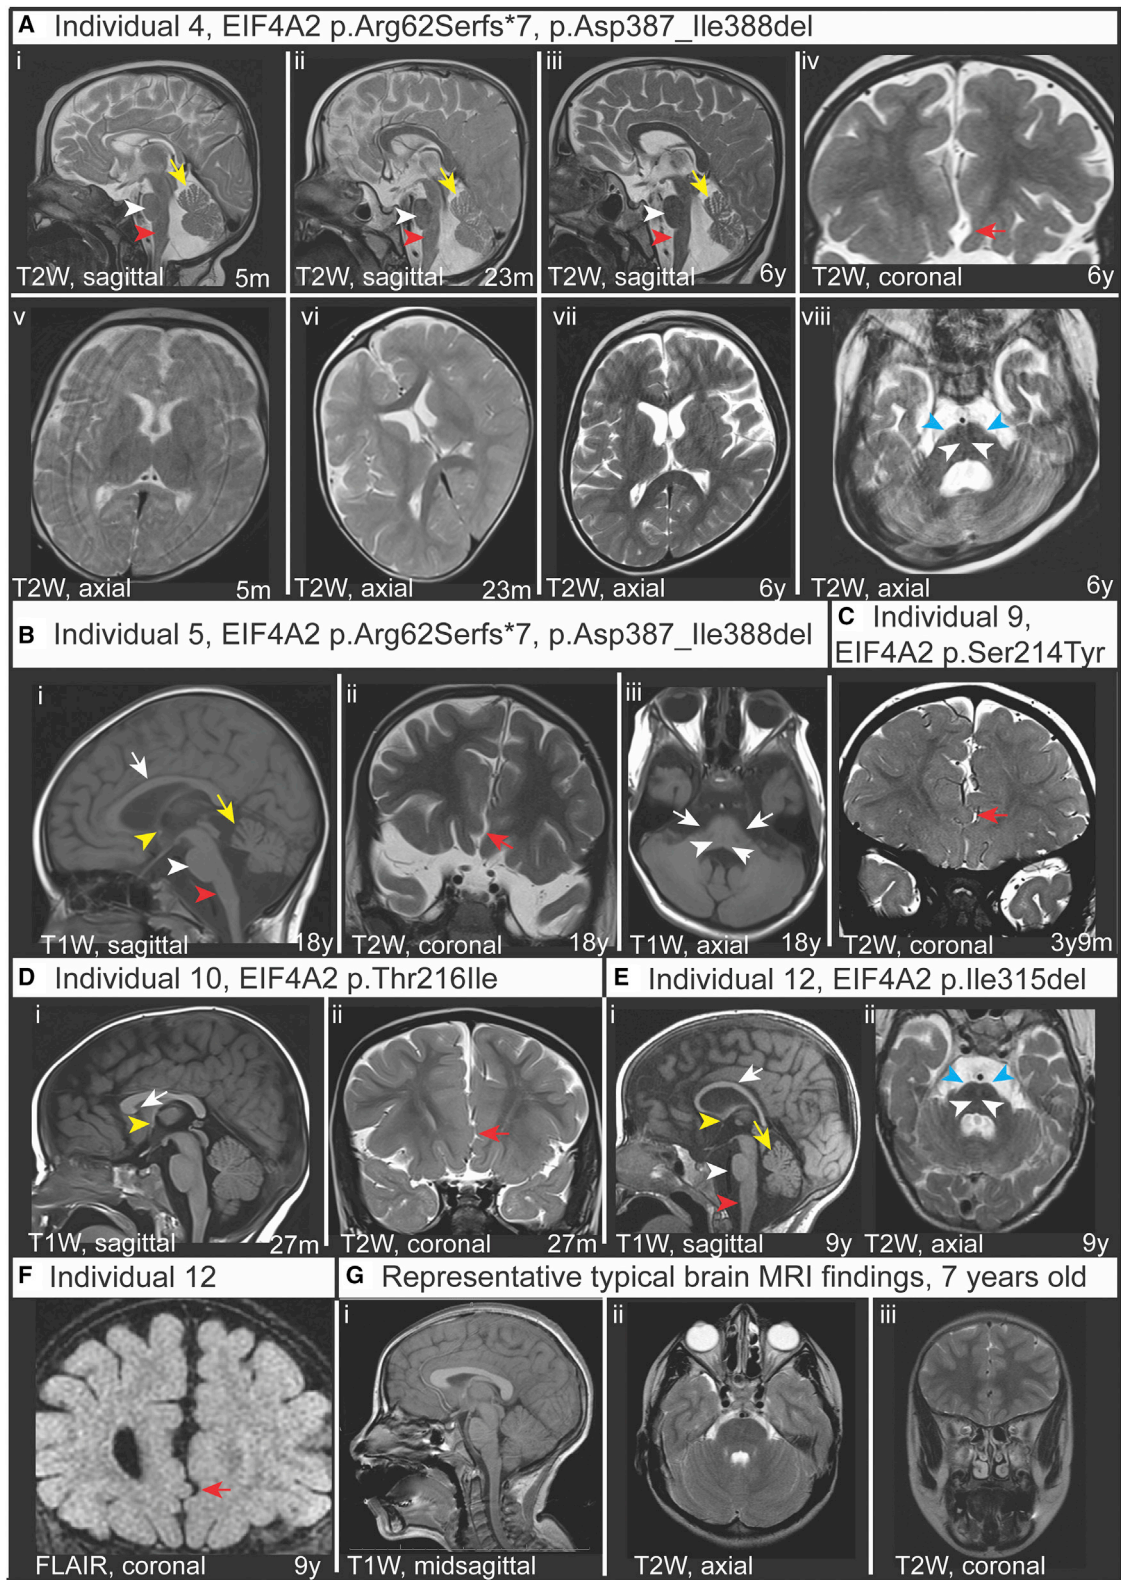 A Individual 4, EIF4A2 p.Arg62Serfs*7, p.Asp387_Ile388del
i
ii
iii
iv
T2W, sagittal 5m
T2W, sagittal 23m
T2W, sagittal 6y
T2W, coronal 6y
v
vi
vii
viii
T2W, axial 5m
T2W, axial 23m
T2W, axial 6y
T2W, axial 6y
B Individual 5, EIF4A2 p.Arg62Serfs*7, p.Asp387_Ile388del
i
ii
iii
T1W, sagittal 18y
T2W, coronal 18y
T1W, axial 18y
C Individual 9,
EIF4A2 p.Ser214Tyr
T2W, coronal 3y9m
D Individual 10, EIF4A2 p.Thr216Ile
i
ii
T1W, sagittal 27m
T2W, coronal 27m
E Individual 12, EIF4A2 p.Ile315del
i
ii
T1W, sagittal 9y
T2W, axial 9y
F Individual 12
FLAIR, coronal 9y
G Representative typical brain MRI findings, 7 years old
i
ii
iii
T1W, midsagittal
T2W, axial
T2W, coronal